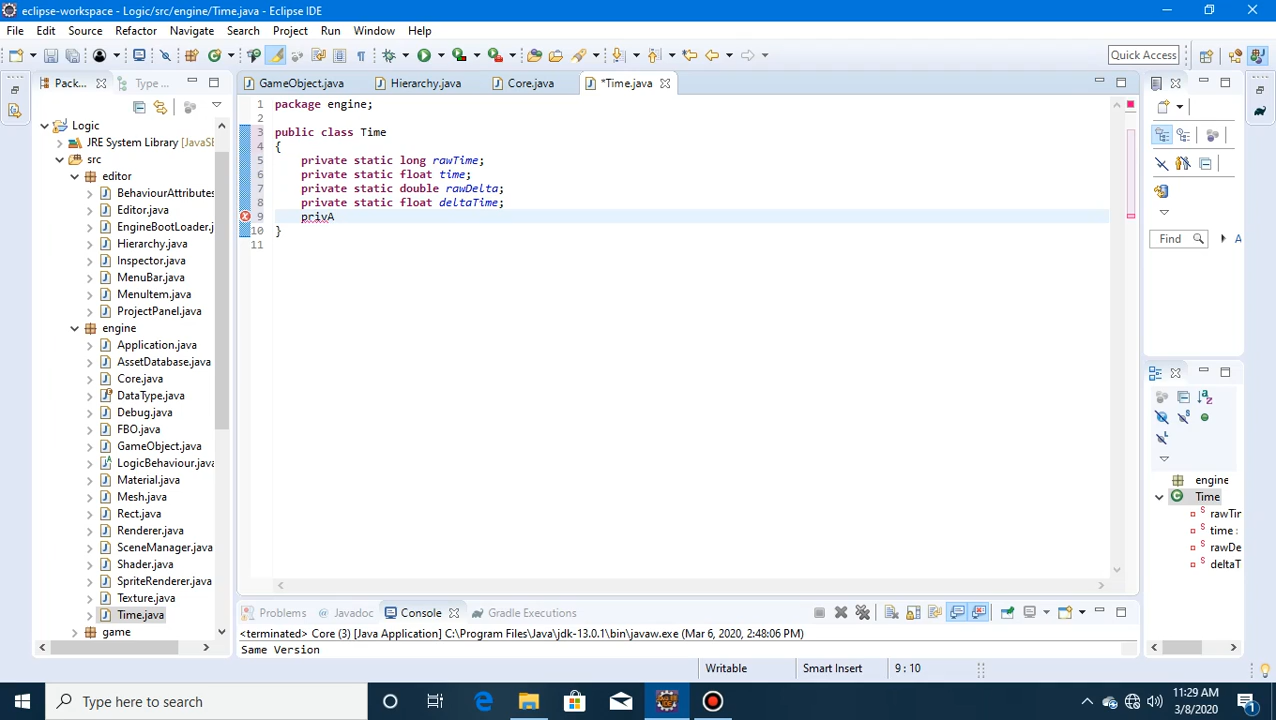 eclipse-workspace - Logic/src/engine/Time.java - Eclipse IDE
File Edit Source Refactor Navigate Search Project Run Window Help
Quick Access
Pack... Type ... GameObject.java Hierarchy.java Core.java *Time.java
Logic
JRE System Library [JavaSE
src
editor
BehaviourAttributes
Editor.java
EngineBootLoader.j
Hierarchy.java
Inspector.java
MenuBar.java
MenuItem.java
ProjectPanel.java
engine
Application.java
AssetDatabase.java
Core.java
DataType.java
Debug.java
FBO.java
GameObject.java
LogicBehaviour.java
Material.java
Mesh.java
Rect.java
Renderer.java
SceneManager.java
Shader.java
SpriteRenderer.java
Texture.java
Time.java
game
1 package engine;
2
3 public class Time
4 {
5 private static long rawTime;
6 private static float time;
7 private static double rawDelta;
8 private static float deltaTime;
9 privA
10 }
11
Find A
engine
Time
rawTir
time :
rawDe
deltaT
Problems Javadoc Console Gradle Executions
<terminated> Core (3) [Java Application] C:\Program Files\Java\jdk-13.0.1\bin\javaw.exe (Mar 6, 2020, 2:48:06 PM)
Same Version
Writable Smart Insert 9 : 10
Type here to search
11:29 AM
3/8/2020
1